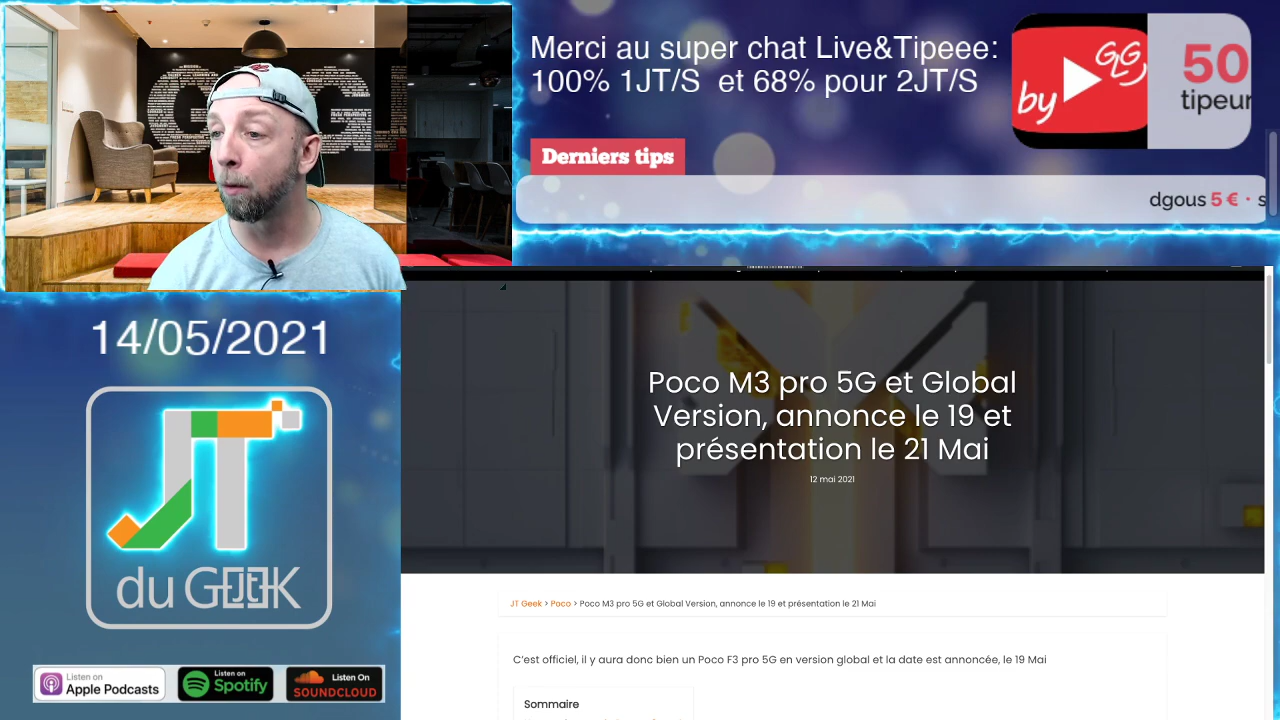 Merci au super chat Live&Tipeee:
100% 1JT/S et 68% pour 2JT/S
by GLG
50
tipeur
Derniers tips
dgous 5 € · s
14/05/2021
JT
du GEEK
Listen on
Apple Podcasts
Listen on
Spotify
Listen On
SOUNDCLOUD
Poco M3 pro 5G et Global
Version, annonce le 19 et
présentation le 21 Mai
12 mai 2021
JT Geek > Poco > Poco M3 pro 5G et Global Version, annonce le 19 et présentation le 21 Mai
C'est officiel, il y aura donc bien un Poco F3 pro 5G en version global et la date est annoncée, le 19 Mai
Sommaire